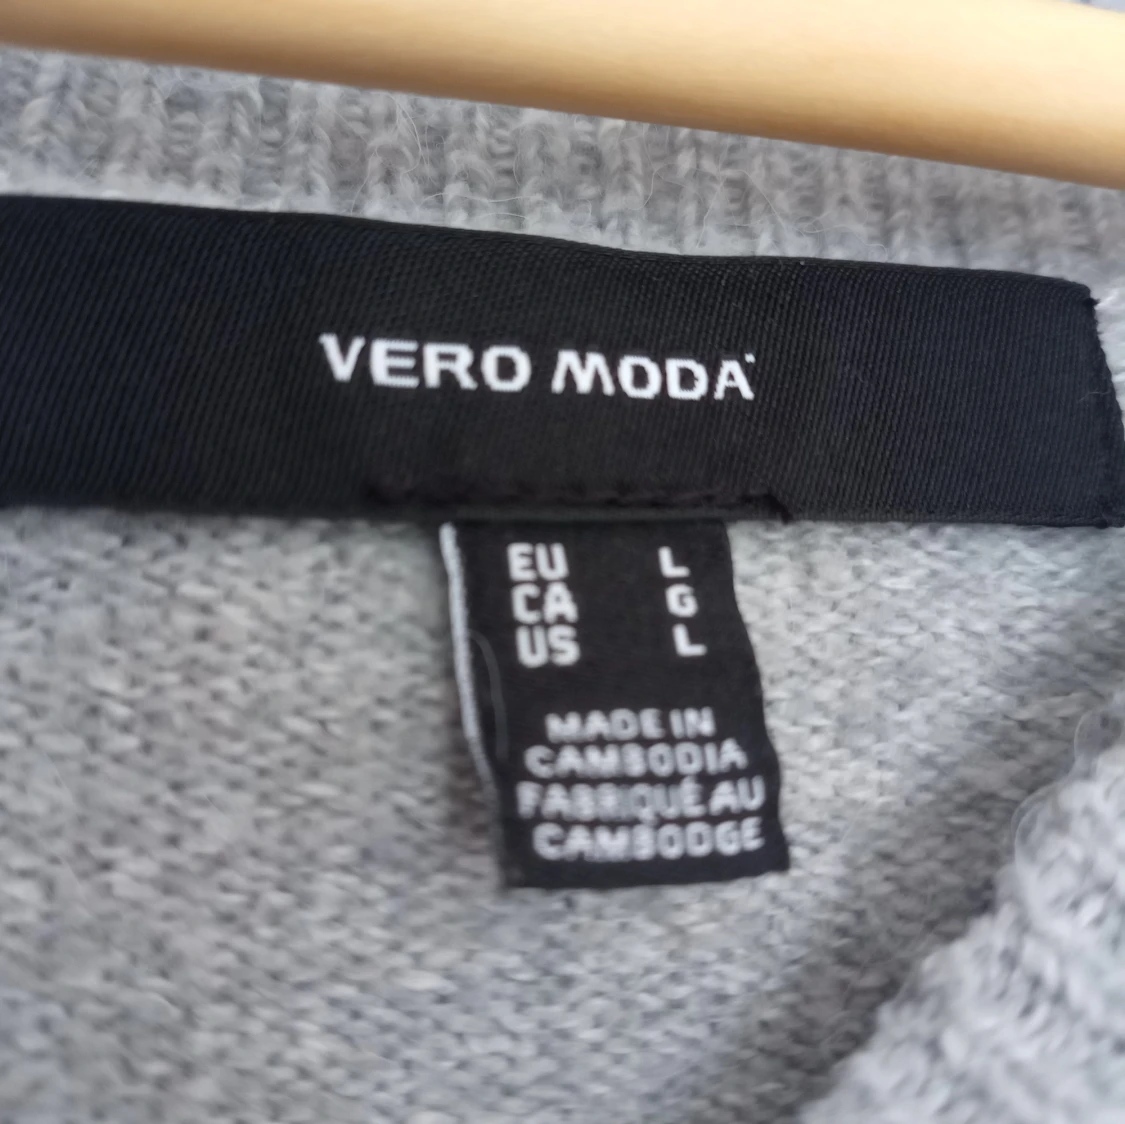 VERO MODA
EU L
CA G
US L
MADE IN
CAMBODIA
FABRIQUÉ AU
CAMBODGE